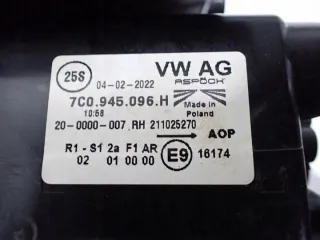 25S 04-02-2022 VW AG
ASPÖCK
7C0.945.096.H
10:58 Made in
Poland
20-0000-007 RH 211025270 AOP
R1 - S1 2a F1 AR E9 16174
02 01 00 00